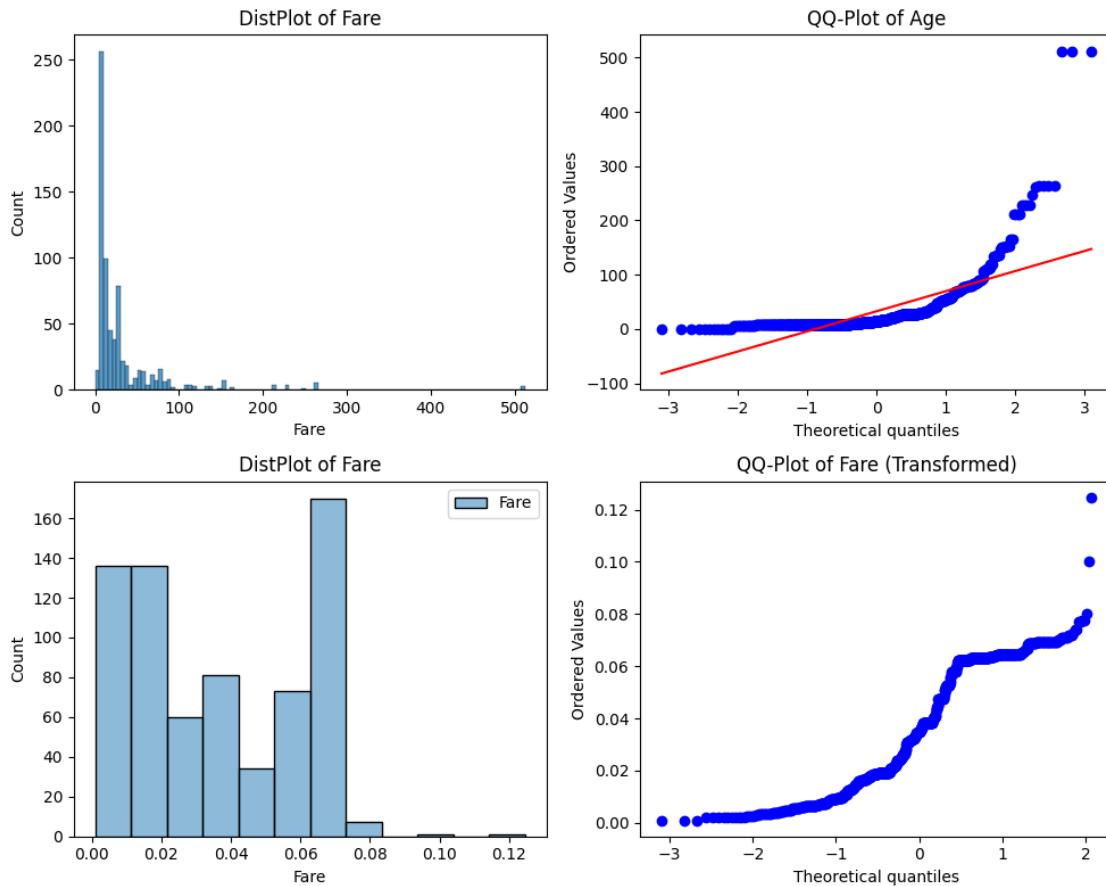 DistPlot of Fare
Count
250
200
150
100
50
0
0 100 200 300 400 500
Fare
QQ-Plot of Age
Ordered Values
500
400
300
200
100
0
−100
−3 −2 −1 0 1 2 3
Theoretical quantiles
DistPlot of Fare
Fare
Count
160
140
120
100
80
60
40
20
0
0.00 0.02 0.04 0.06 0.08 0.10 0.12
Fare
QQ-Plot of Fare (Transformed)
Ordered Values
0.12
0.10
0.08
0.06
0.04
0.02
0.00
−3 −2 −1 0 1 2
Theoretical quantiles